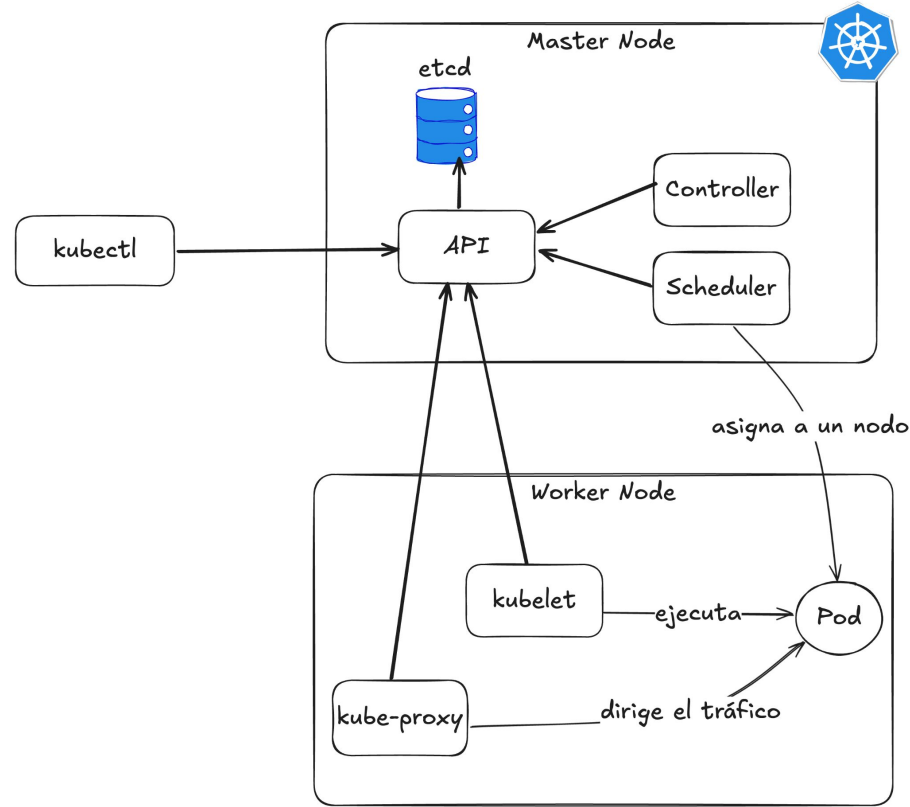 Master Node
etcd
Controller
kubectl
API
Scheduler
asigna a un nodo
Worker Node
kubelet
ejecuta
Pod
kube-proxy
dirige el tráfico